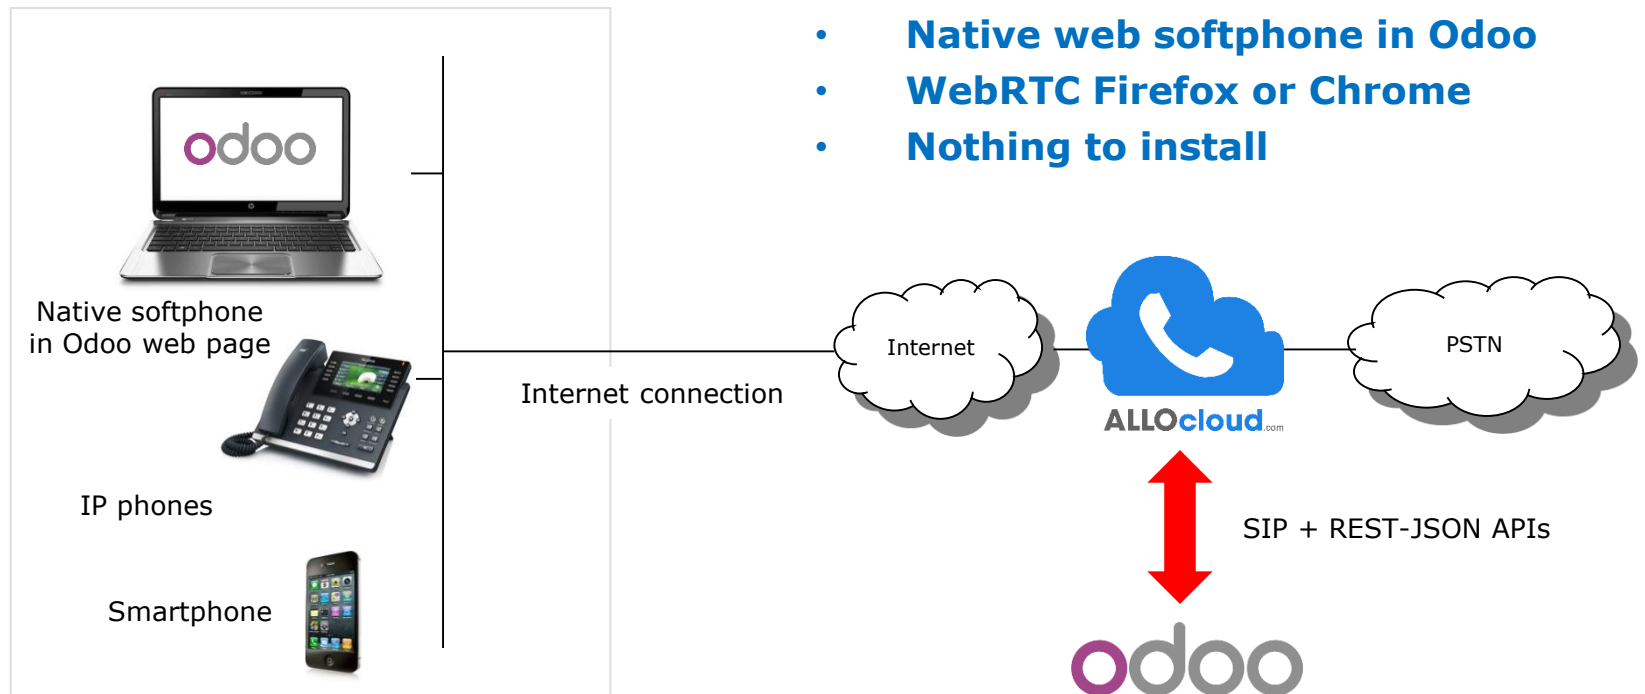 • Native web softphone in Odoo
• WebRTC Firefox or Chrome
• Nothing to install
odoo
Native softphone
in Odoo web page
IP phones
Smartphone
Internet connection
Internet
ALLOcloud.com
PSTN
SIP + REST-JSON APIs
odoo